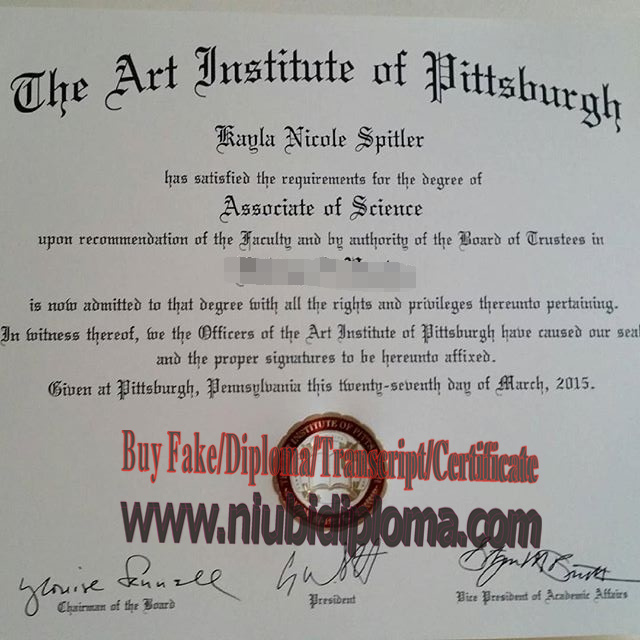 The Art Institute of Pittsburgh
Kayla Nicole Spitler
has satisfied the requirements for the degree of
Associate of Science
upon recommendation of the Faculty and by authority of the Board of Trustees in
is now admitted to that degree with all the rights and privileges thereunto pertaining.
In witness thereof, we the Officers of the Art Institute of Pittsburgh have caused our seal
and the proper signatures to be hereunto affixed.
Given at Pittsburgh, Pennsylvania this twenty-seventh day of March, 2015.
INSTITUTE OF PITT
Buy Fake/Diploma/Transcript/Certificate
www.niubidiploma.com
Chairman of the Board
President
Vice President of Academic Affairs